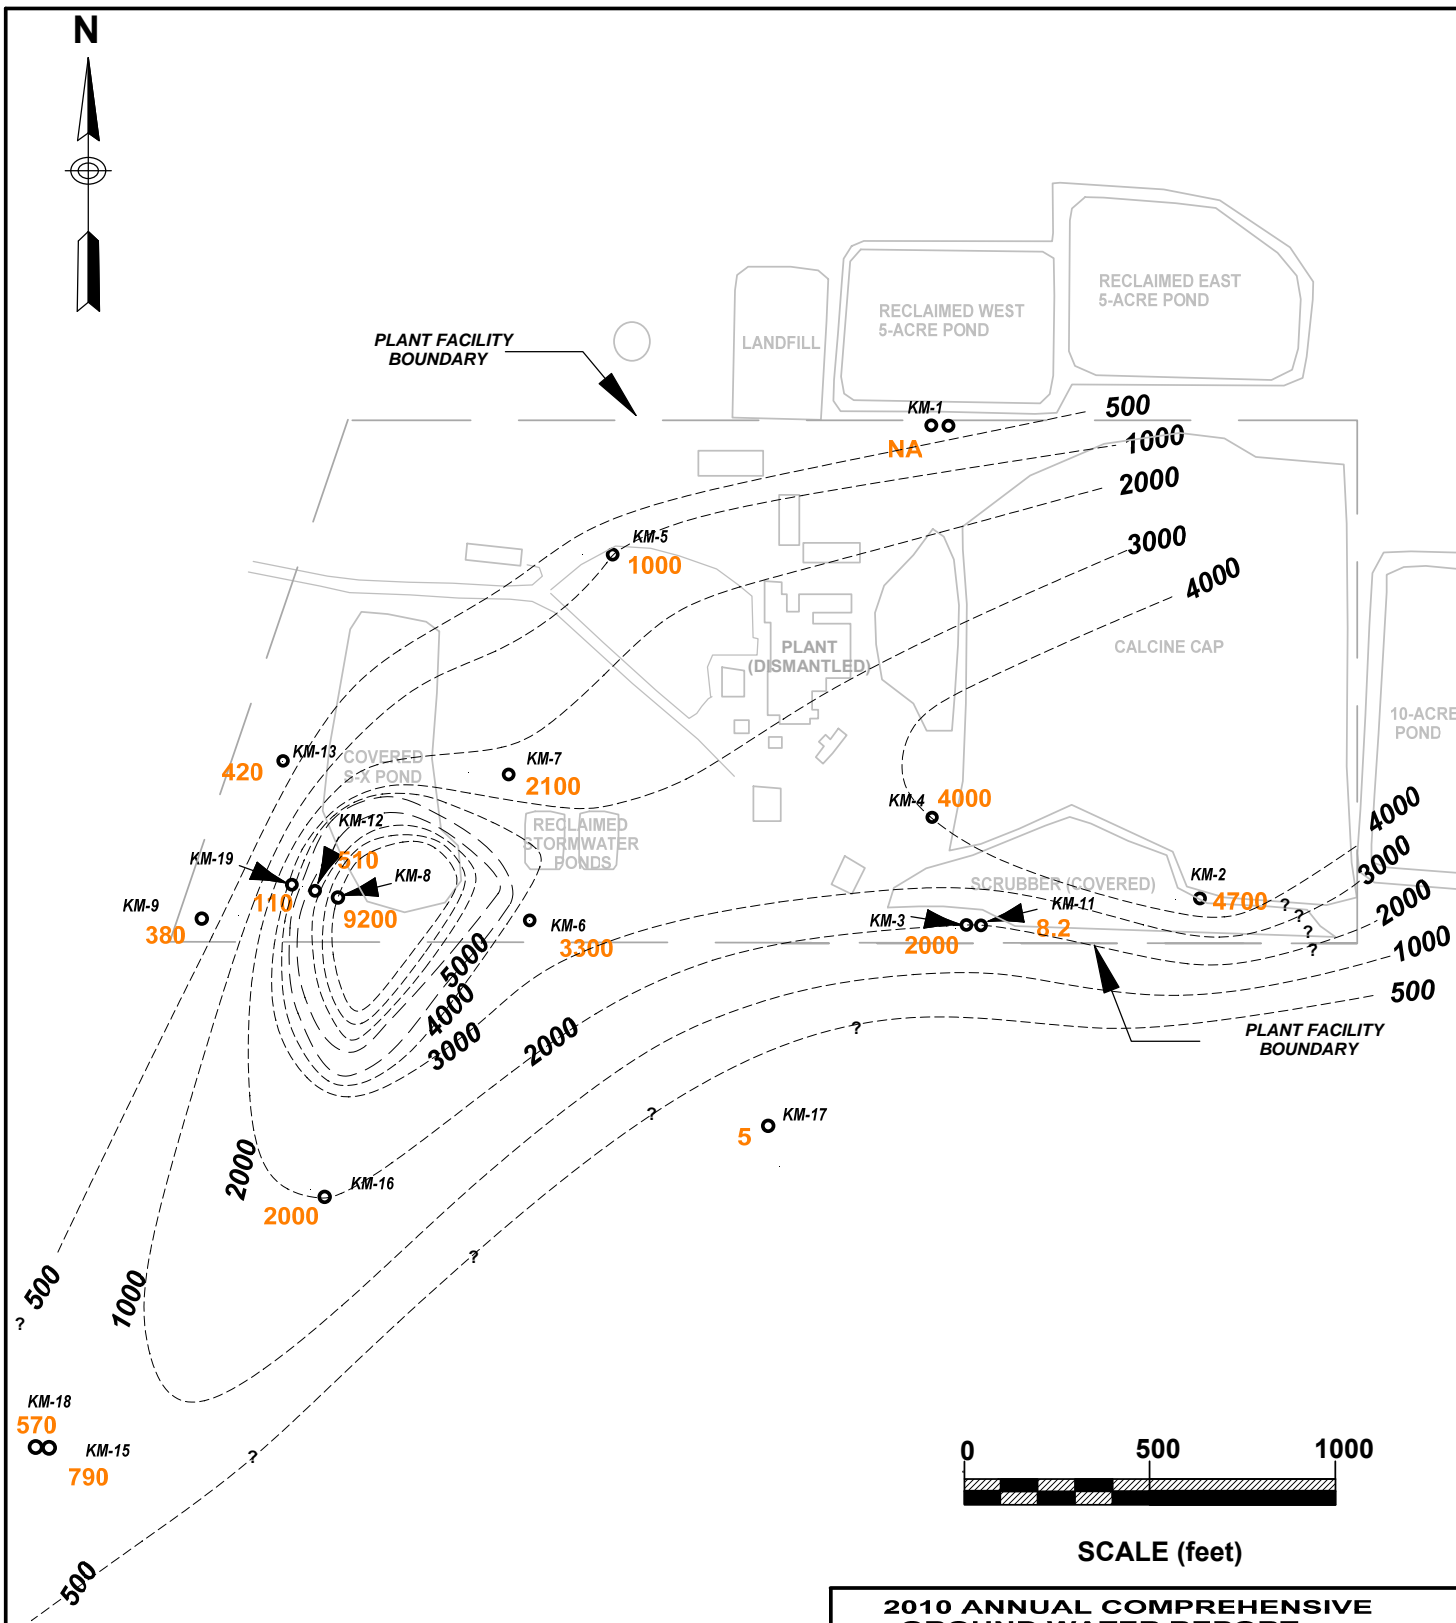 N
RECLAIMED EAST
5-ACRE POND
RECLAIMED WEST
5-ACRE POND
LANDFILL
PLANT FACILITY
BOUNDARY
KM-1
NA
500
1000
2000
3000
4000
KM-5
1000
PLANT
(DISMANTLED)
CALCINE CAP
10-ACRE
POND
KM-13
420
COVERED
S-X POND
KM-7
2100
KM-4
4000
4000
3000
2000
1000
500
KM-12
510
RECLAIMED
STORMWATER
PONDS
KM-19
110
KM-8
9200
KM-9
380
KM-6
3300
SCRUBBER (COVERED)
KM-2
4700
KM-3
2000
KM-11
8.2
?
?
?
?
5000
4000
3000
2000
PLANT FACILITY
BOUNDARY
?
?
KM-17
5
2000
KM-16
2000
?
500
1000
?
KM-18
570
KM-15
790
?
500
0 500 1000
SCALE (feet)
2010 ANNUAL COMPREHENSIVE
GROUND WATER REPORT